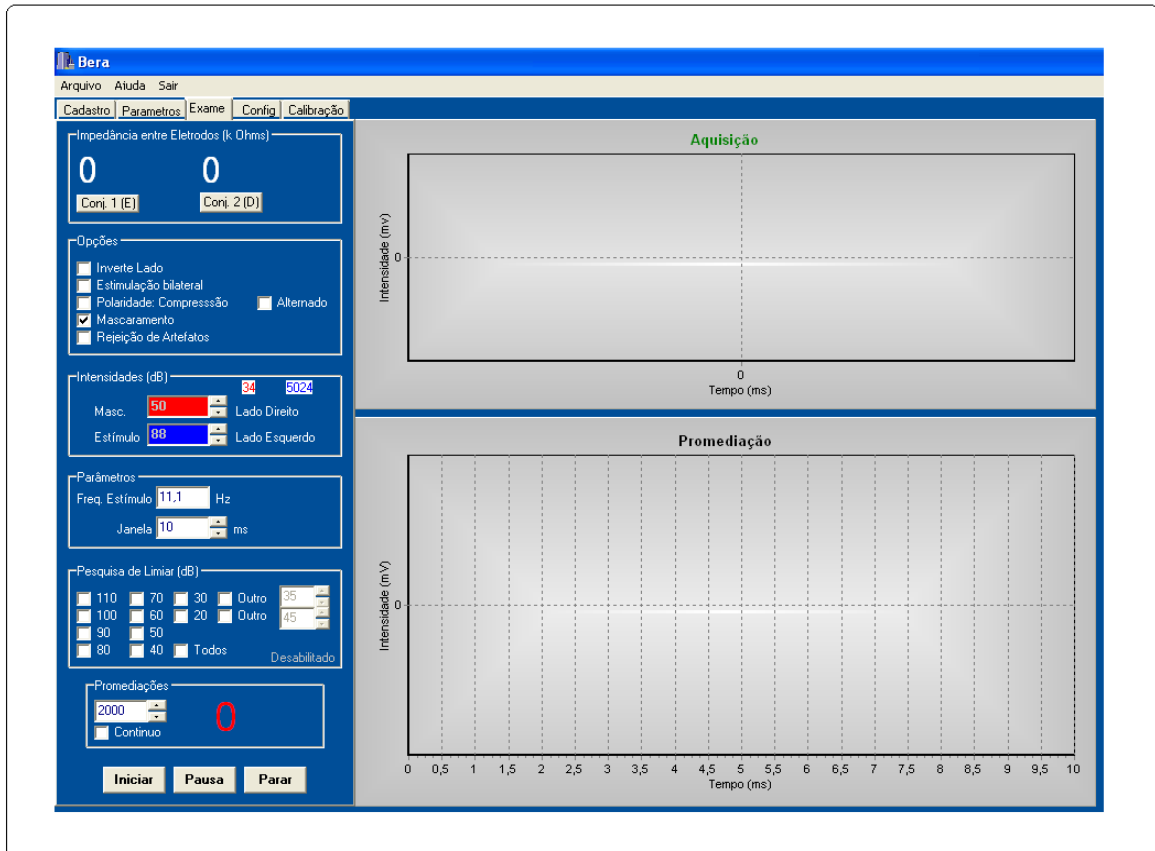 Bera
Arquivo Aiuda Sair
Cadastro Parametros Exame Config Calibração
Impedância entre Eletrodos (k Ohms)
0 0
Conj. 1 (E) Conj. 2 (D)
Opções
Inverte Lado
Estimulação bilateral
Polaridade: Compresssão Alternado
Mascaramento
Rejeição de Artefatos
Intensidades (dB)
34 5024
Masc. 50 Lado Direito
Estímulo 88 Lado Esquerdo
Parâmetros
Freq. Estímulo 11,1 Hz
Janela 10 ms
Pesquisa de Limiar (dB)
110 70 30 Outro 35
100 60 20 Outro 45
90 50
80 40 Todos
Desabilitado
Promediações
2000 0
Continuo
Iniciar Pausa Parar
Aquisição
Intensidade (mv)
0
0
Tempo (ms)
Promediação
Intensidade (mV)
0
0 0,5 1 1,5 2 2,5 3 3,5 4 4,5 5 5,5 6 6,5 7 7,5 8 8,5 9 9,5 10
Tempo (ms)